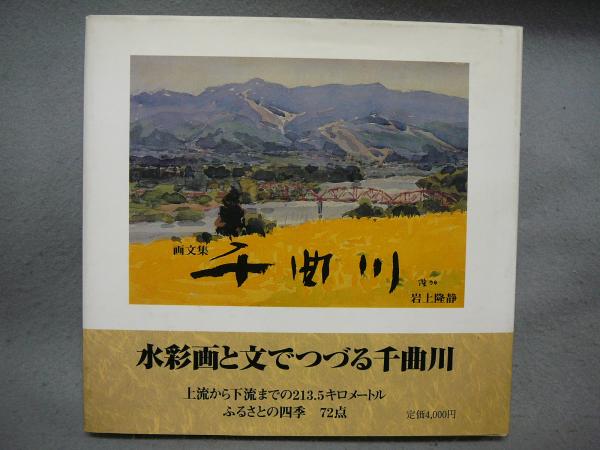 画文集
千曲川
岩上隆静
水彩画と文でつづる千曲川
上流から下流までの213.5キロメートル
ふるさとの四季 72点
定価4,000円